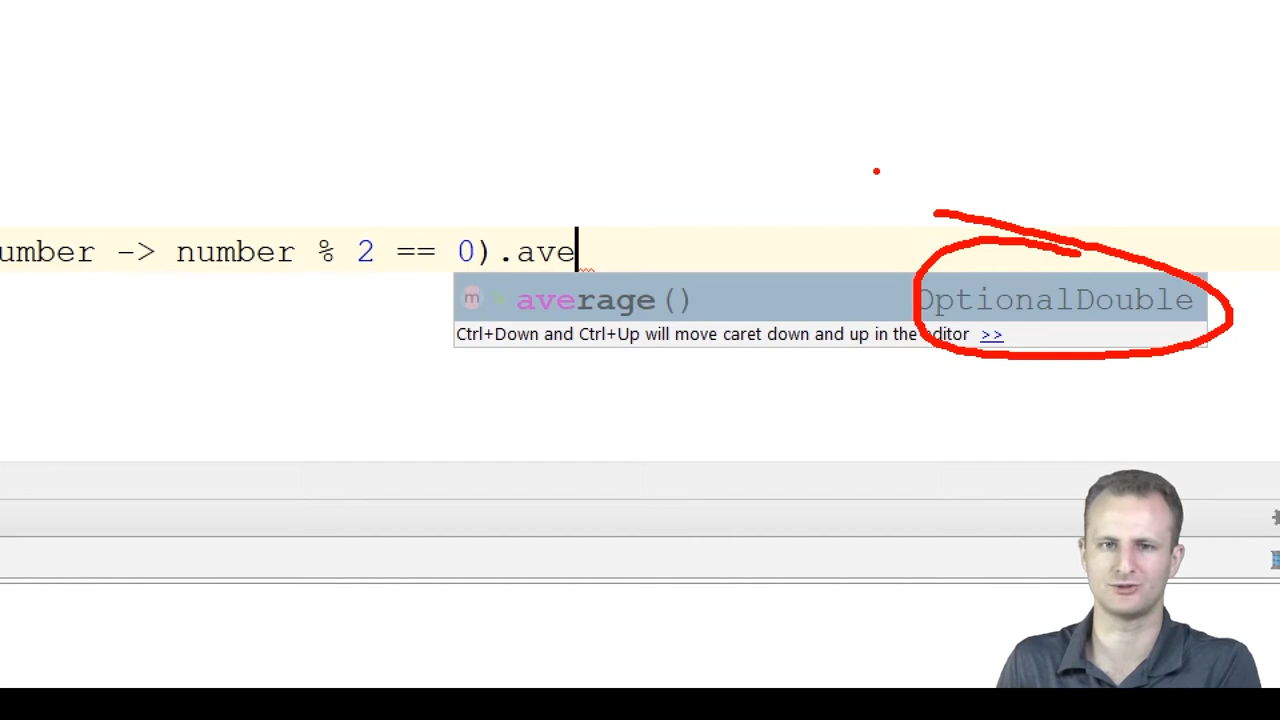 umber -> number % 2 == 0).ave
m average() OptionalDouble
Ctrl+Down and Ctrl+Up will move caret down and up in the editor >>